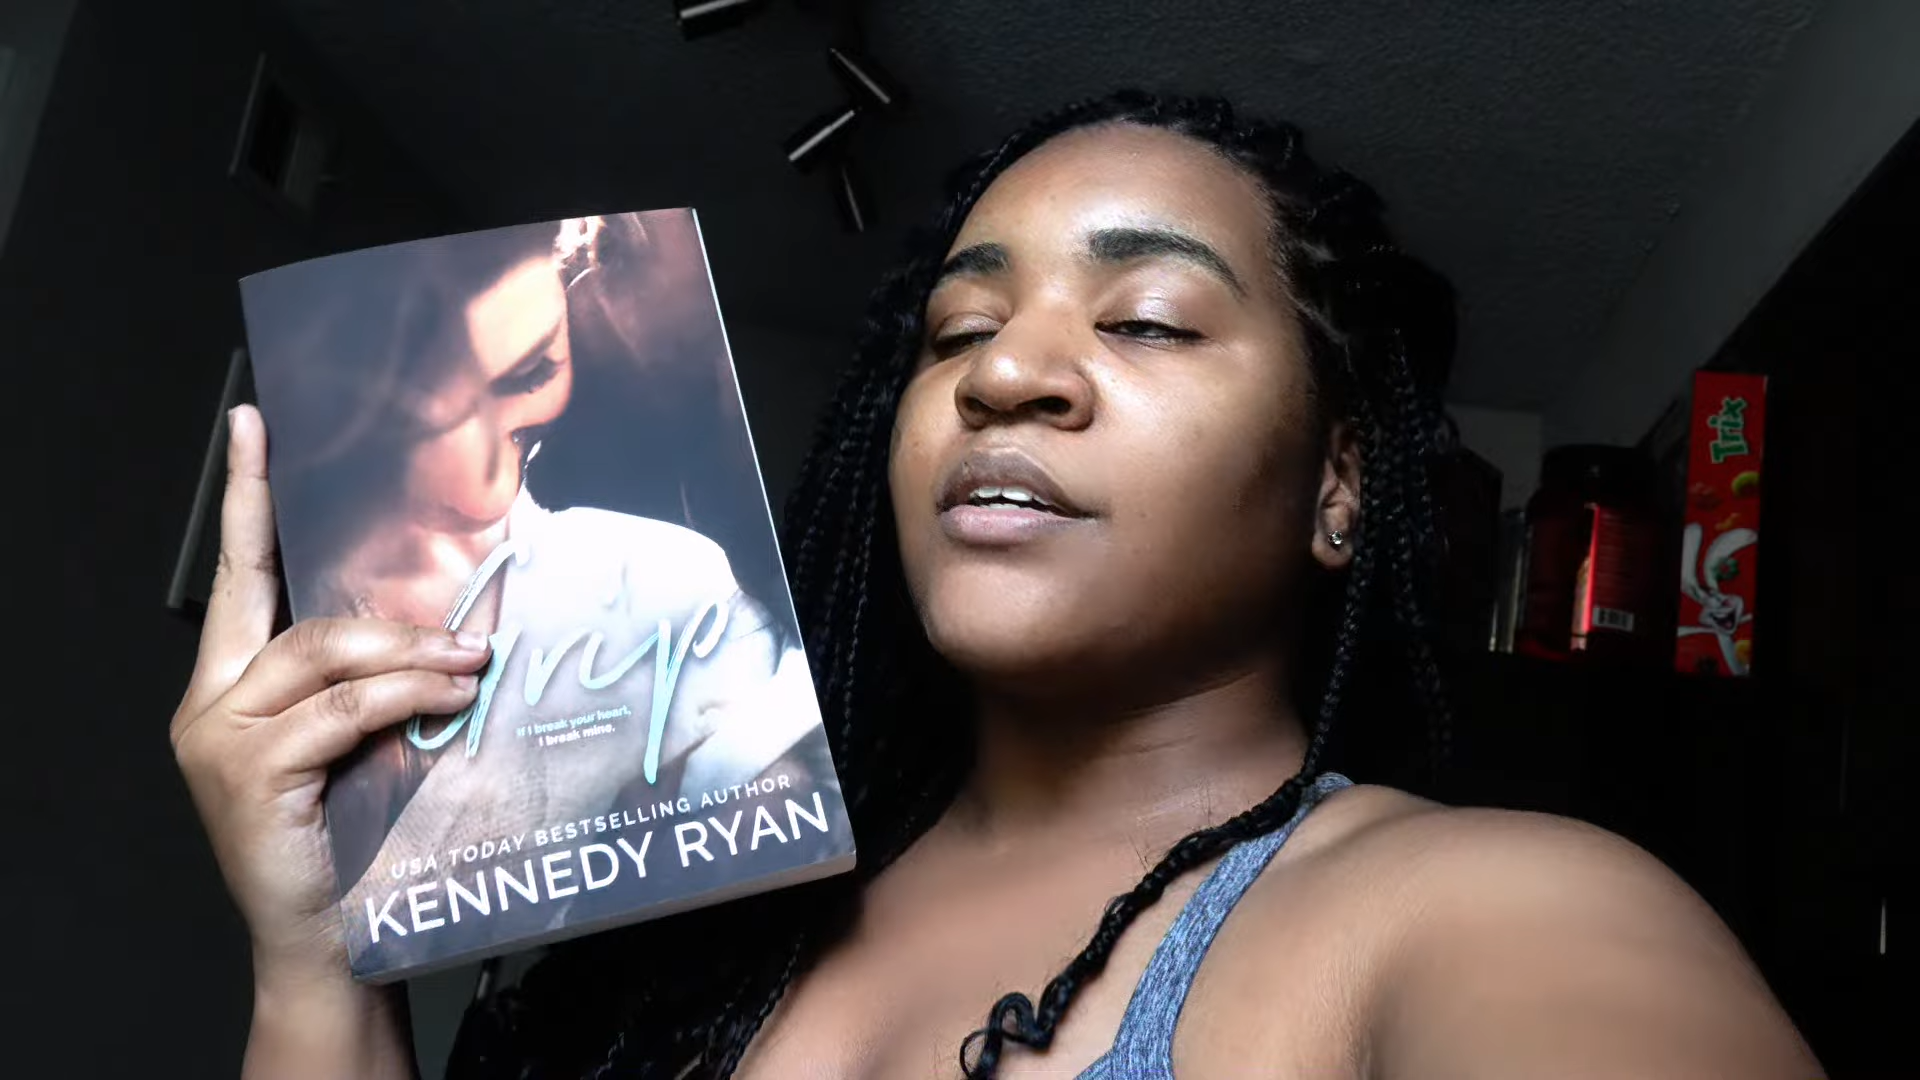 Grip
If I break your heart,
I break mine.
USA TODAY BESTSELLING AUTHOR
KENNEDY RYAN
Trix